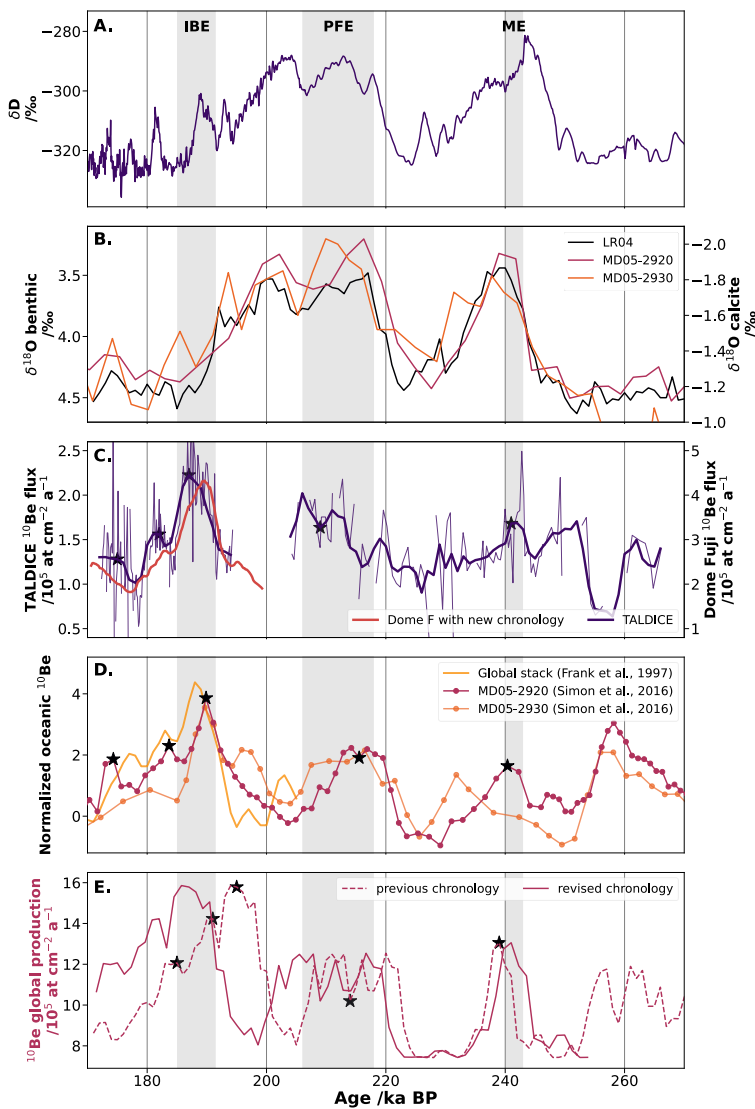 A.
IBE
PFE
ME
−280
−300
−320
δD
/‰
B.
LR04
MD05-2920
MD05-2930
3.5
4.0
4.5
δ¹⁸O benthic
/‰
−2.0
−1.8
−1.6
−1.4
−1.2
−1.0
δ¹⁸O calcite
/‰
C.
2.5
2.0
1.5
1.0
0.5
TALDICE ¹⁰Be flux
/10⁵ at cm⁻² a⁻¹
5
4
3
2
1
Dome Fuji ¹⁰Be flux
/10⁵ at cm⁻² a⁻¹
Dome F with new chronology
TALDICE
D.
Global stack (Frank et al., 1997)
MD05-2920 (Simon et al., 2016)
MD05-2930 (Simon et al., 2016)
4
2
0
Normalized oceanic ¹⁰Be
E.
previous chronology
revised chronology
16
14
12
10
8
¹⁰Be global production
/10⁵ at cm⁻² a⁻¹
180
200
220
240
260
Age /ka BP